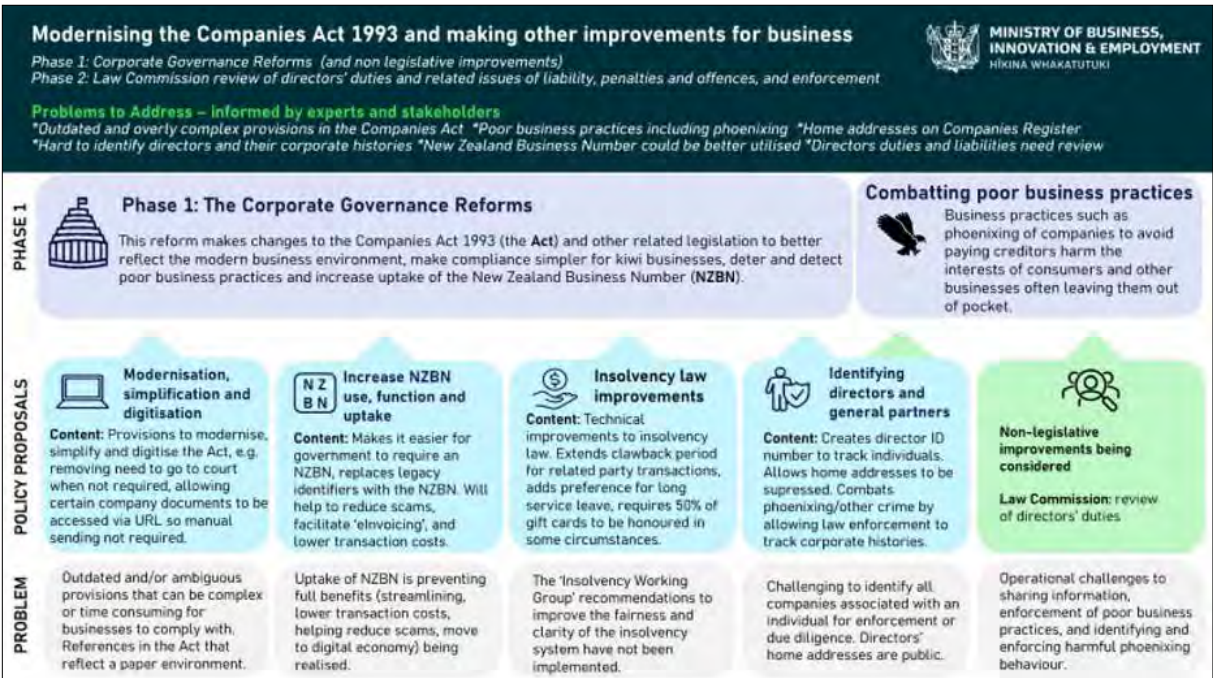 Modernising the Companies Act 1993 and making other improvements for business
Phase 1: Corporate Governance Reforms (and non legislative improvements)
Phase 2: Law Commission review of directors' duties and related issues of liability, penalties and offences, and enforcement
MINISTRY OF BUSINESS,
INNOVATION & EMPLOYMENT
HĪKINA WHAKATUTUKI
Problems to Address – informed by experts and stakeholders
*Outdated and overly complex provisions in the Companies Act *Poor business practices including phoenixing *Home addresses on Companies Register
*Hard to identify directors and their corporate histories *New Zealand Business Number could be better utilised *Directors duties and liabilities need review
PHASE 1
Phase 1: The Corporate Governance Reforms
This reform makes changes to the Companies Act 1993 (the Act) and other related legislation to better
reflect the modern business environment, make compliance simpler for kiwi businesses, deter and detect
poor business practices and increase uptake of the New Zealand Business Number (NZBN).
Combatting poor business practices
Business practices such as
phoenixing of companies to avoid
paying creditors harm the
interests of consumers and other
businesses often leaving them out
of pocket.
POLICY PROPOSALS
Modernisation,
simplification and
digitisation
Content: Provisions to modernise,
simplify and digitise the Act, e.g.
removing need to go to court
when not required, allowing
certain company documents to be
accessed via URL so manual
sending not required.
N Z
B N
Increase NZBN
use, function and
uptake
Content: Makes it easier for
government to require an
NZBN, replaces legacy
identifiers with the NZBN. Will
help to reduce scams,
facilitate 'eInvoicing', and
lower transaction costs.
$
Insolvency law
improvements
Content: Technical
improvements to insolvency
law. Extends clawback period
for related party transactions,
adds preference for long
service leave, requires 50% of
gift cards to be honoured in
some circumstances.
Identifying
directors and
general partners
Content: Creates director ID
number to track individuals.
Allows home addresses to be
supressed. Combats
phoenixing/other crime by
allowing law enforcement to
track corporate histories.
Non-legislative
improvements being
considered
Law Commission: review
of directors' duties
PROBLEM
Outdated and/or ambiguous
provisions that can be complex
or time consuming for
businesses to comply with.
References in the Act that
reflect a paper environment.
Uptake of NZBN is preventing
full benefits (streamlining,
lower transaction costs,
helping reduce scams, move
to digital economy) being
realised.
The 'Insolvency Working
Group' recommendations to
improve the fairness and
clarity of the insolvency
system have not been
implemented.
Challenging to identify all
companies associated with an
individual for enforcement or
due diligence. Directors'
home addresses are public.
Operational challenges to
sharing information,
enforcement of poor business
practices, and identifying and
enforcing harmful phoenixing
behaviour.